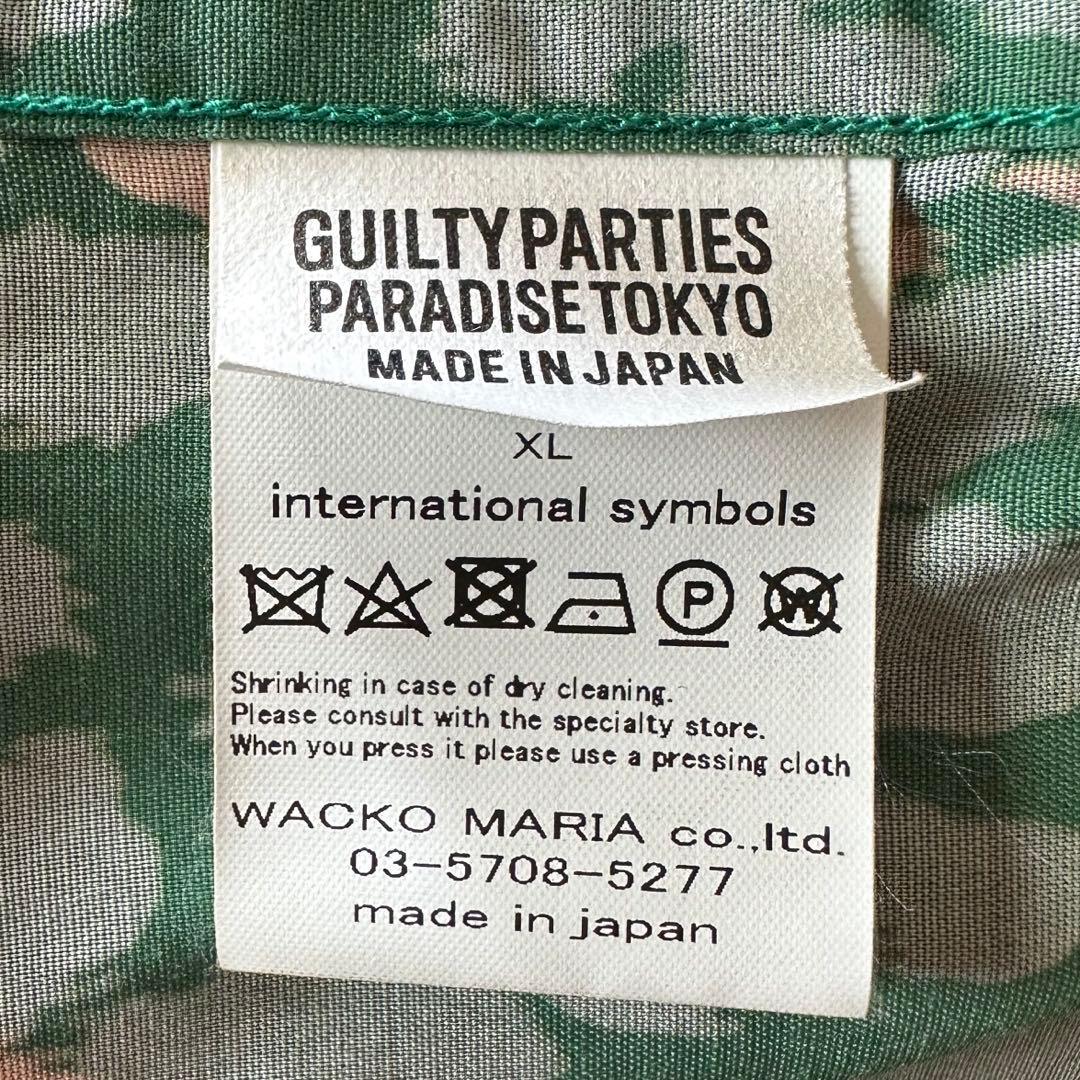 GUILTY PARTIES
PARADISE TOKYO
MADE IN JAPAN
XL
international symbols
P W
Shrinking in case of dry cleaning.
Please consult with the specialty store.
When you press it please use a pressing cloth
WACKO MARIA co.,ltd.
03-5708-5277
made in japan